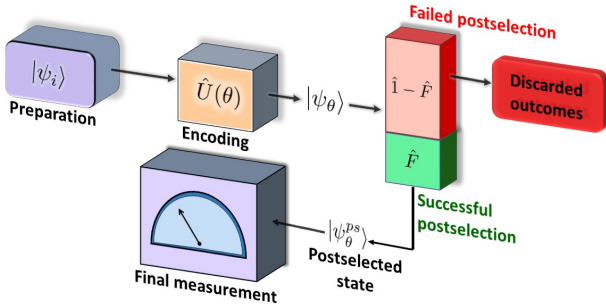 Failed postselection
|ψ_i⟩
Û(θ)
|ψ_θ⟩
1̂ − F̂
Discarded
outcomes
Preparation
Encoding
F̂
Successful
postselection
|ψ_θ^{ps}⟩
Postselected
state
Final measurement